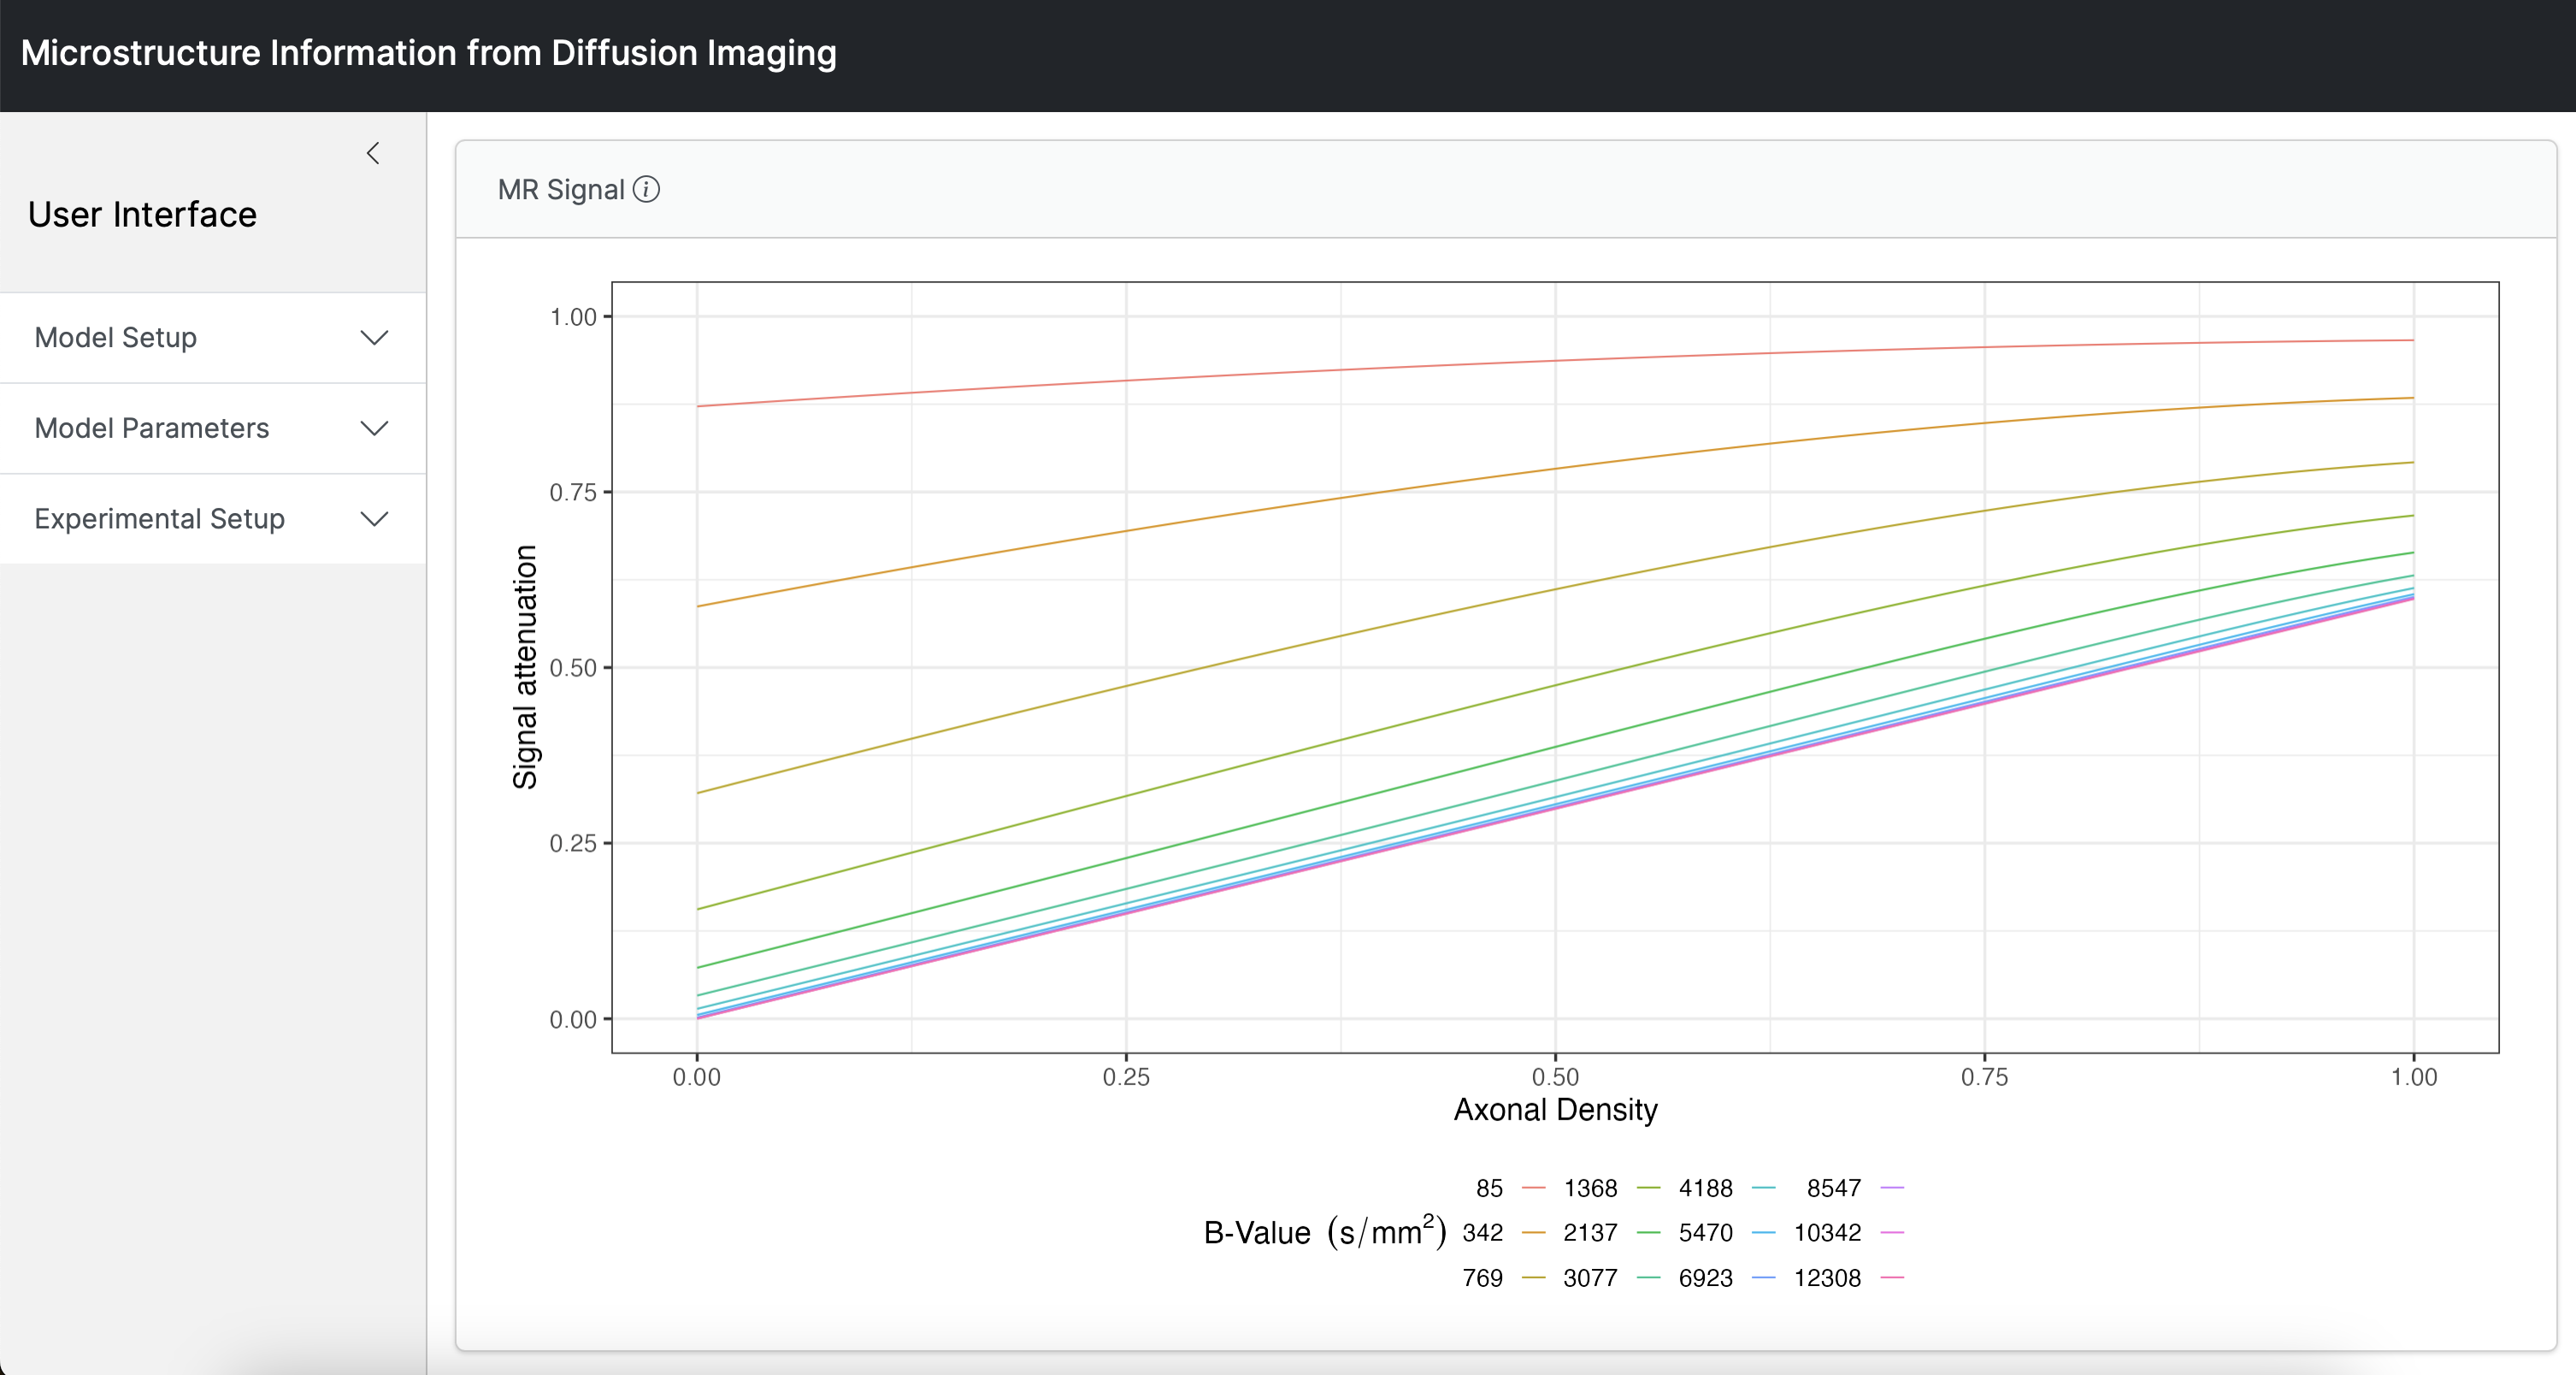 Microstructure Information from Diffusion Imaging
User Interface
Model Setup
Model Parameters
Experimental Setup
MR Signal
1.00
0.75
0.50
0.25
0.00
Signal attenuation
0.00 0.25 0.50 0.75 1.00
Axonal Density
B-Value (s/mm²)
85 1368 4188 8547
342 2137 5470 10342
769 3077 6923 12308